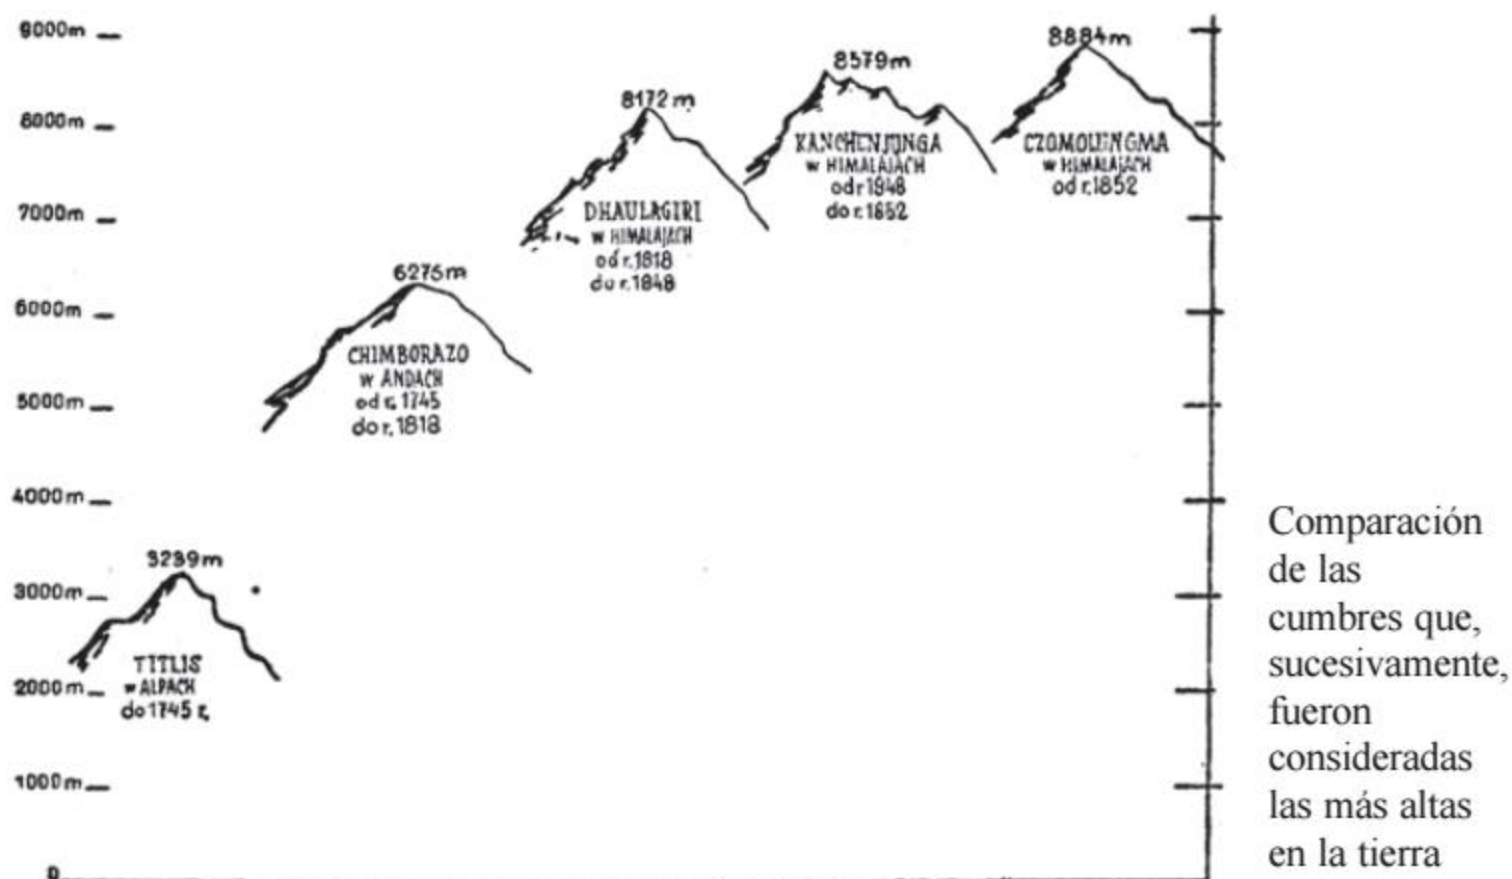 9000m
8000m
7000m
6000m
5000m
4000m
3000m
2000m
1000m
0
3239m
TITLIS
w ALPACH
do 1745 r.
6275m
CHIMBORAZO
w ANDACH
od r. 1745
do r. 1818
8172m
DHAULAGIRI
w HIMALAJACH
od r. 1818
do r. 1848
8579m
KANCHENJUNGA
w HIMALAJACH
od r 1948
do r. 1852
8884m
CZOMOLUNGMA
w HIMALAJACH
od r. 1852
Comparación
de las
cumbres que,
sucesivamente,
fueron
consideradas
las más altas
en la tierra